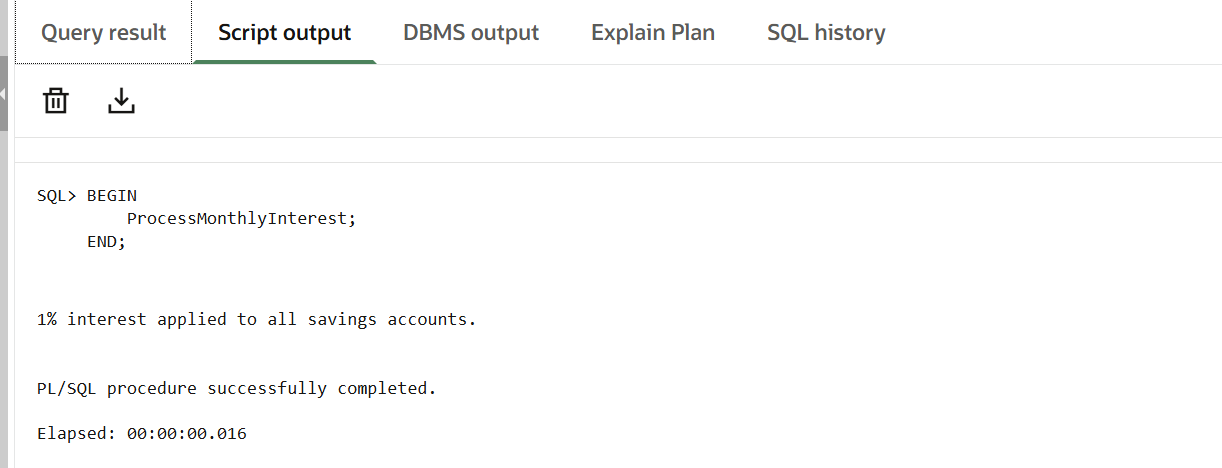 Query result Script output DBMS output Explain Plan SQL history
SQL> BEGIN
ProcessMonthlyInterest;
END;
1% interest applied to all savings accounts.
PL/SQL procedure successfully completed.
Elapsed: 00:00:00.016